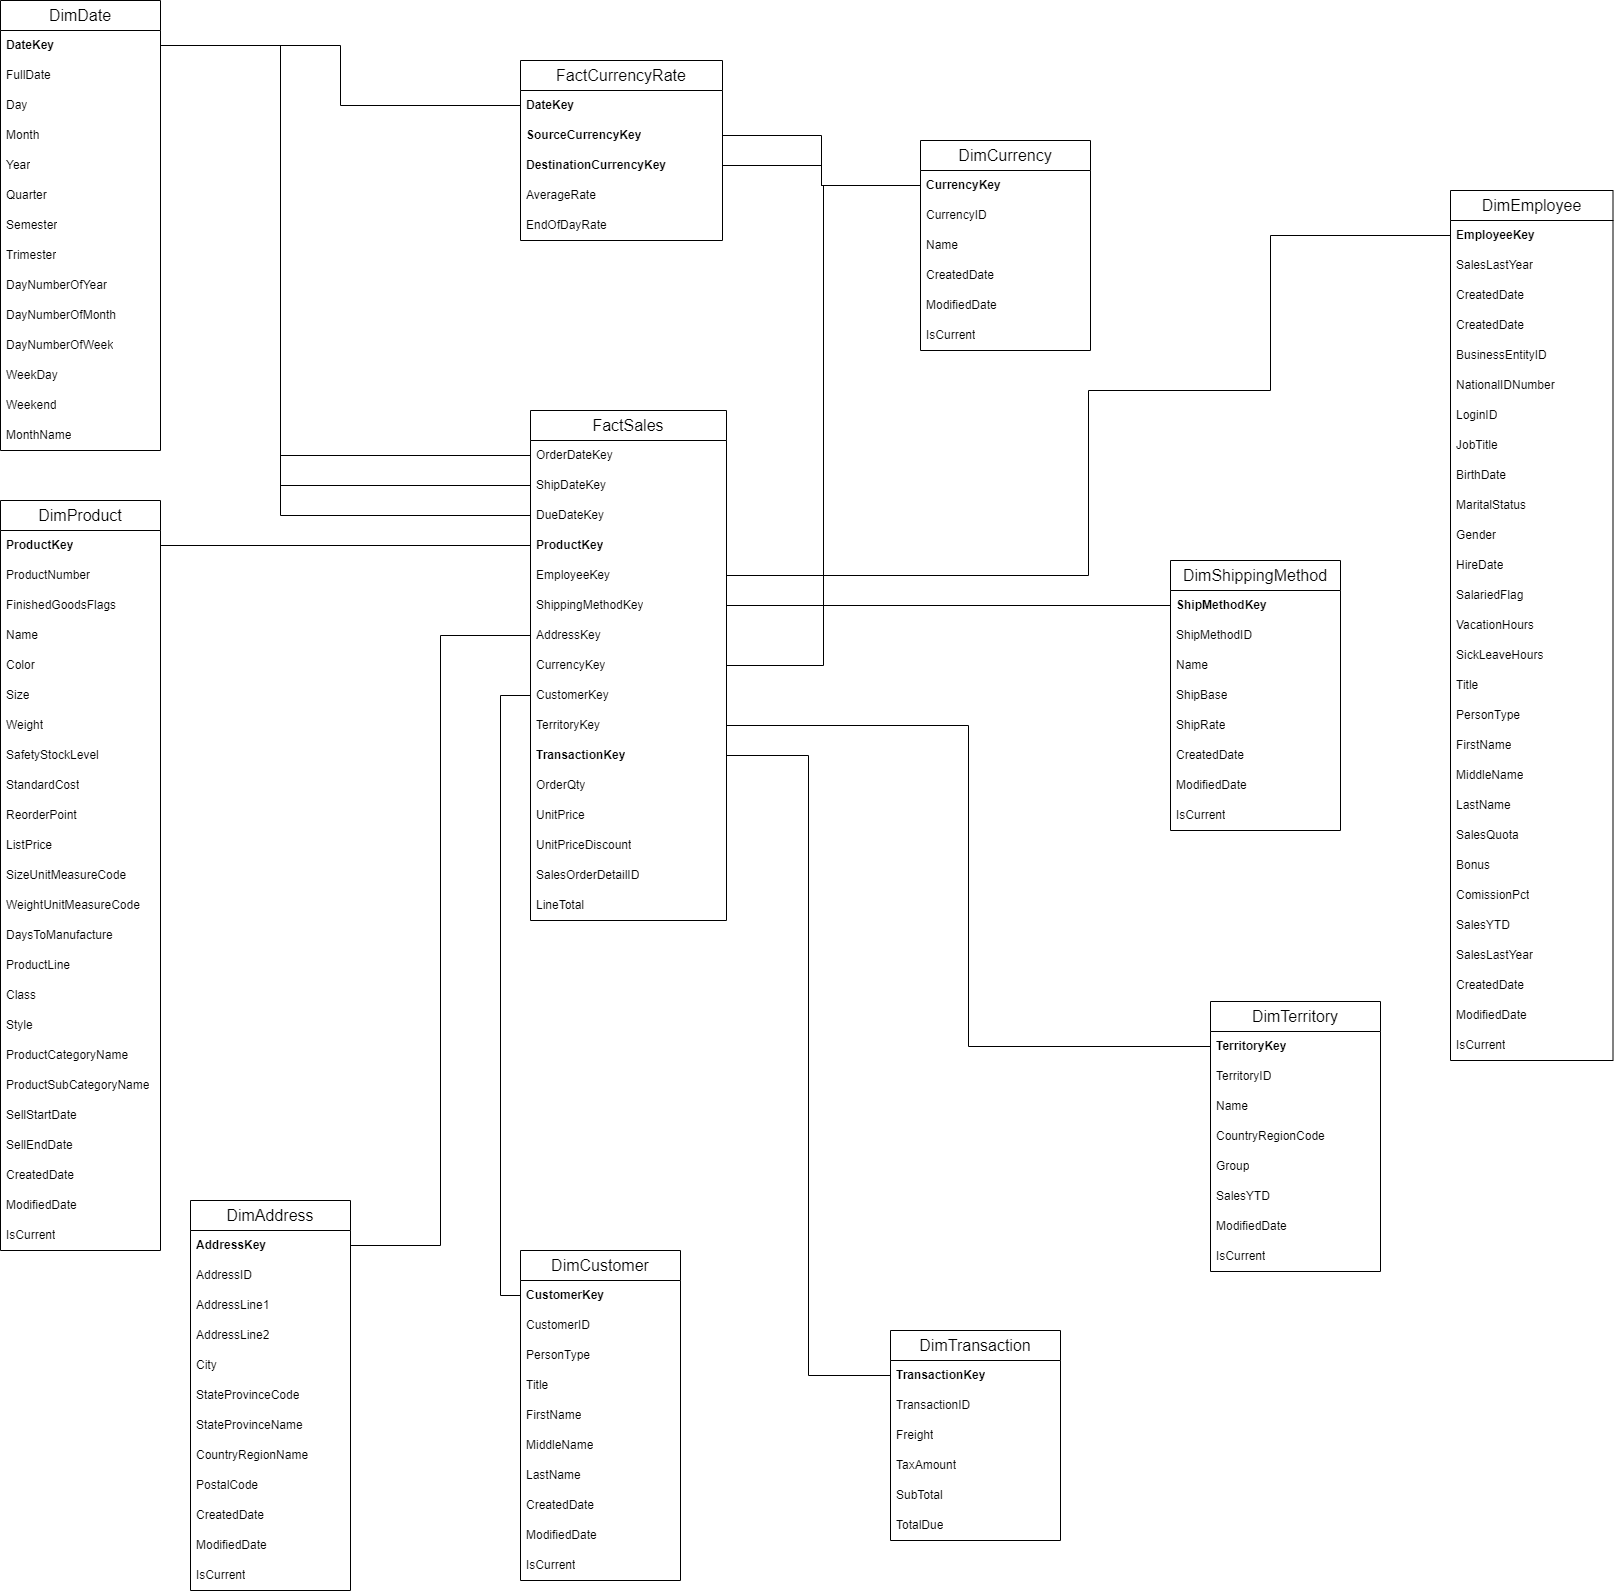 DimDate
DateKey
FullDate
Day
Month
Year
Quarter
Semester
Trimester
DayNumberOfYear
DayNumberOfMonth
DayNumberOfWeek
WeekDay
Weekend
MonthName
FactCurrencyRate
DateKey
SourceCurrencyKey
DestinationCurrencyKey
AverageRate
EndOfDayRate
DimCurrency
CurrencyKey
CurrencyID
Name
CreatedDate
ModifiedDate
IsCurrent
DimEmployee
EmployeeKey
SalesLastYear
CreatedDate
CreatedDate
BusinessEntityID
NationalIDNumber
LoginID
JobTitle
BirthDate
MaritalStatus
Gender
HireDate
SalariedFlag
VacationHours
SickLeaveHours
Title
PersonType
FirstName
MiddleName
LastName
SalesQuota
Bonus
ComissionPct
SalesYTD
SalesLastYear
CreatedDate
ModifiedDate
IsCurrent
FactSales
OrderDateKey
ShipDateKey
DueDateKey
ProductKey
EmployeeKey
ShippingMethodKey
AddressKey
CurrencyKey
CustomerKey
TerritoryKey
TransactionKey
OrderQty
UnitPrice
UnitPriceDiscount
SalesOrderDetailID
LineTotal
DimProduct
ProductKey
ProductNumber
FinishedGoodsFlags
Name
Color
Size
Weight
SafetyStockLevel
StandardCost
ReorderPoint
ListPrice
SizeUnitMeasureCode
WeightUnitMeasureCode
DaysToManufacture
ProductLine
Class
Style
ProductCategoryName
ProductSubCategoryName
SellStartDate
SellEndDate
CreatedDate
ModifiedDate
IsCurrent
DimShippingMethod
ShipMethodKey
ShipMethodID
Name
ShipBase
ShipRate
CreatedDate
ModifiedDate
IsCurrent
DimTerritory
TerritoryKey
TerritoryID
Name
CountryRegionCode
Group
SalesYTD
ModifiedDate
IsCurrent
DimAddress
AddressKey
AddressID
AddressLine1
AddressLine2
City
StateProvinceCode
StateProvinceName
CountryRegionName
PostalCode
CreatedDate
ModifiedDate
IsCurrent
DimCustomer
CustomerKey
CustomerID
PersonType
Title
FirstName
MiddleName
LastName
CreatedDate
ModifiedDate
IsCurrent
DimTransaction
TransactionKey
TransactionID
Freight
TaxAmount
SubTotal
TotalDue